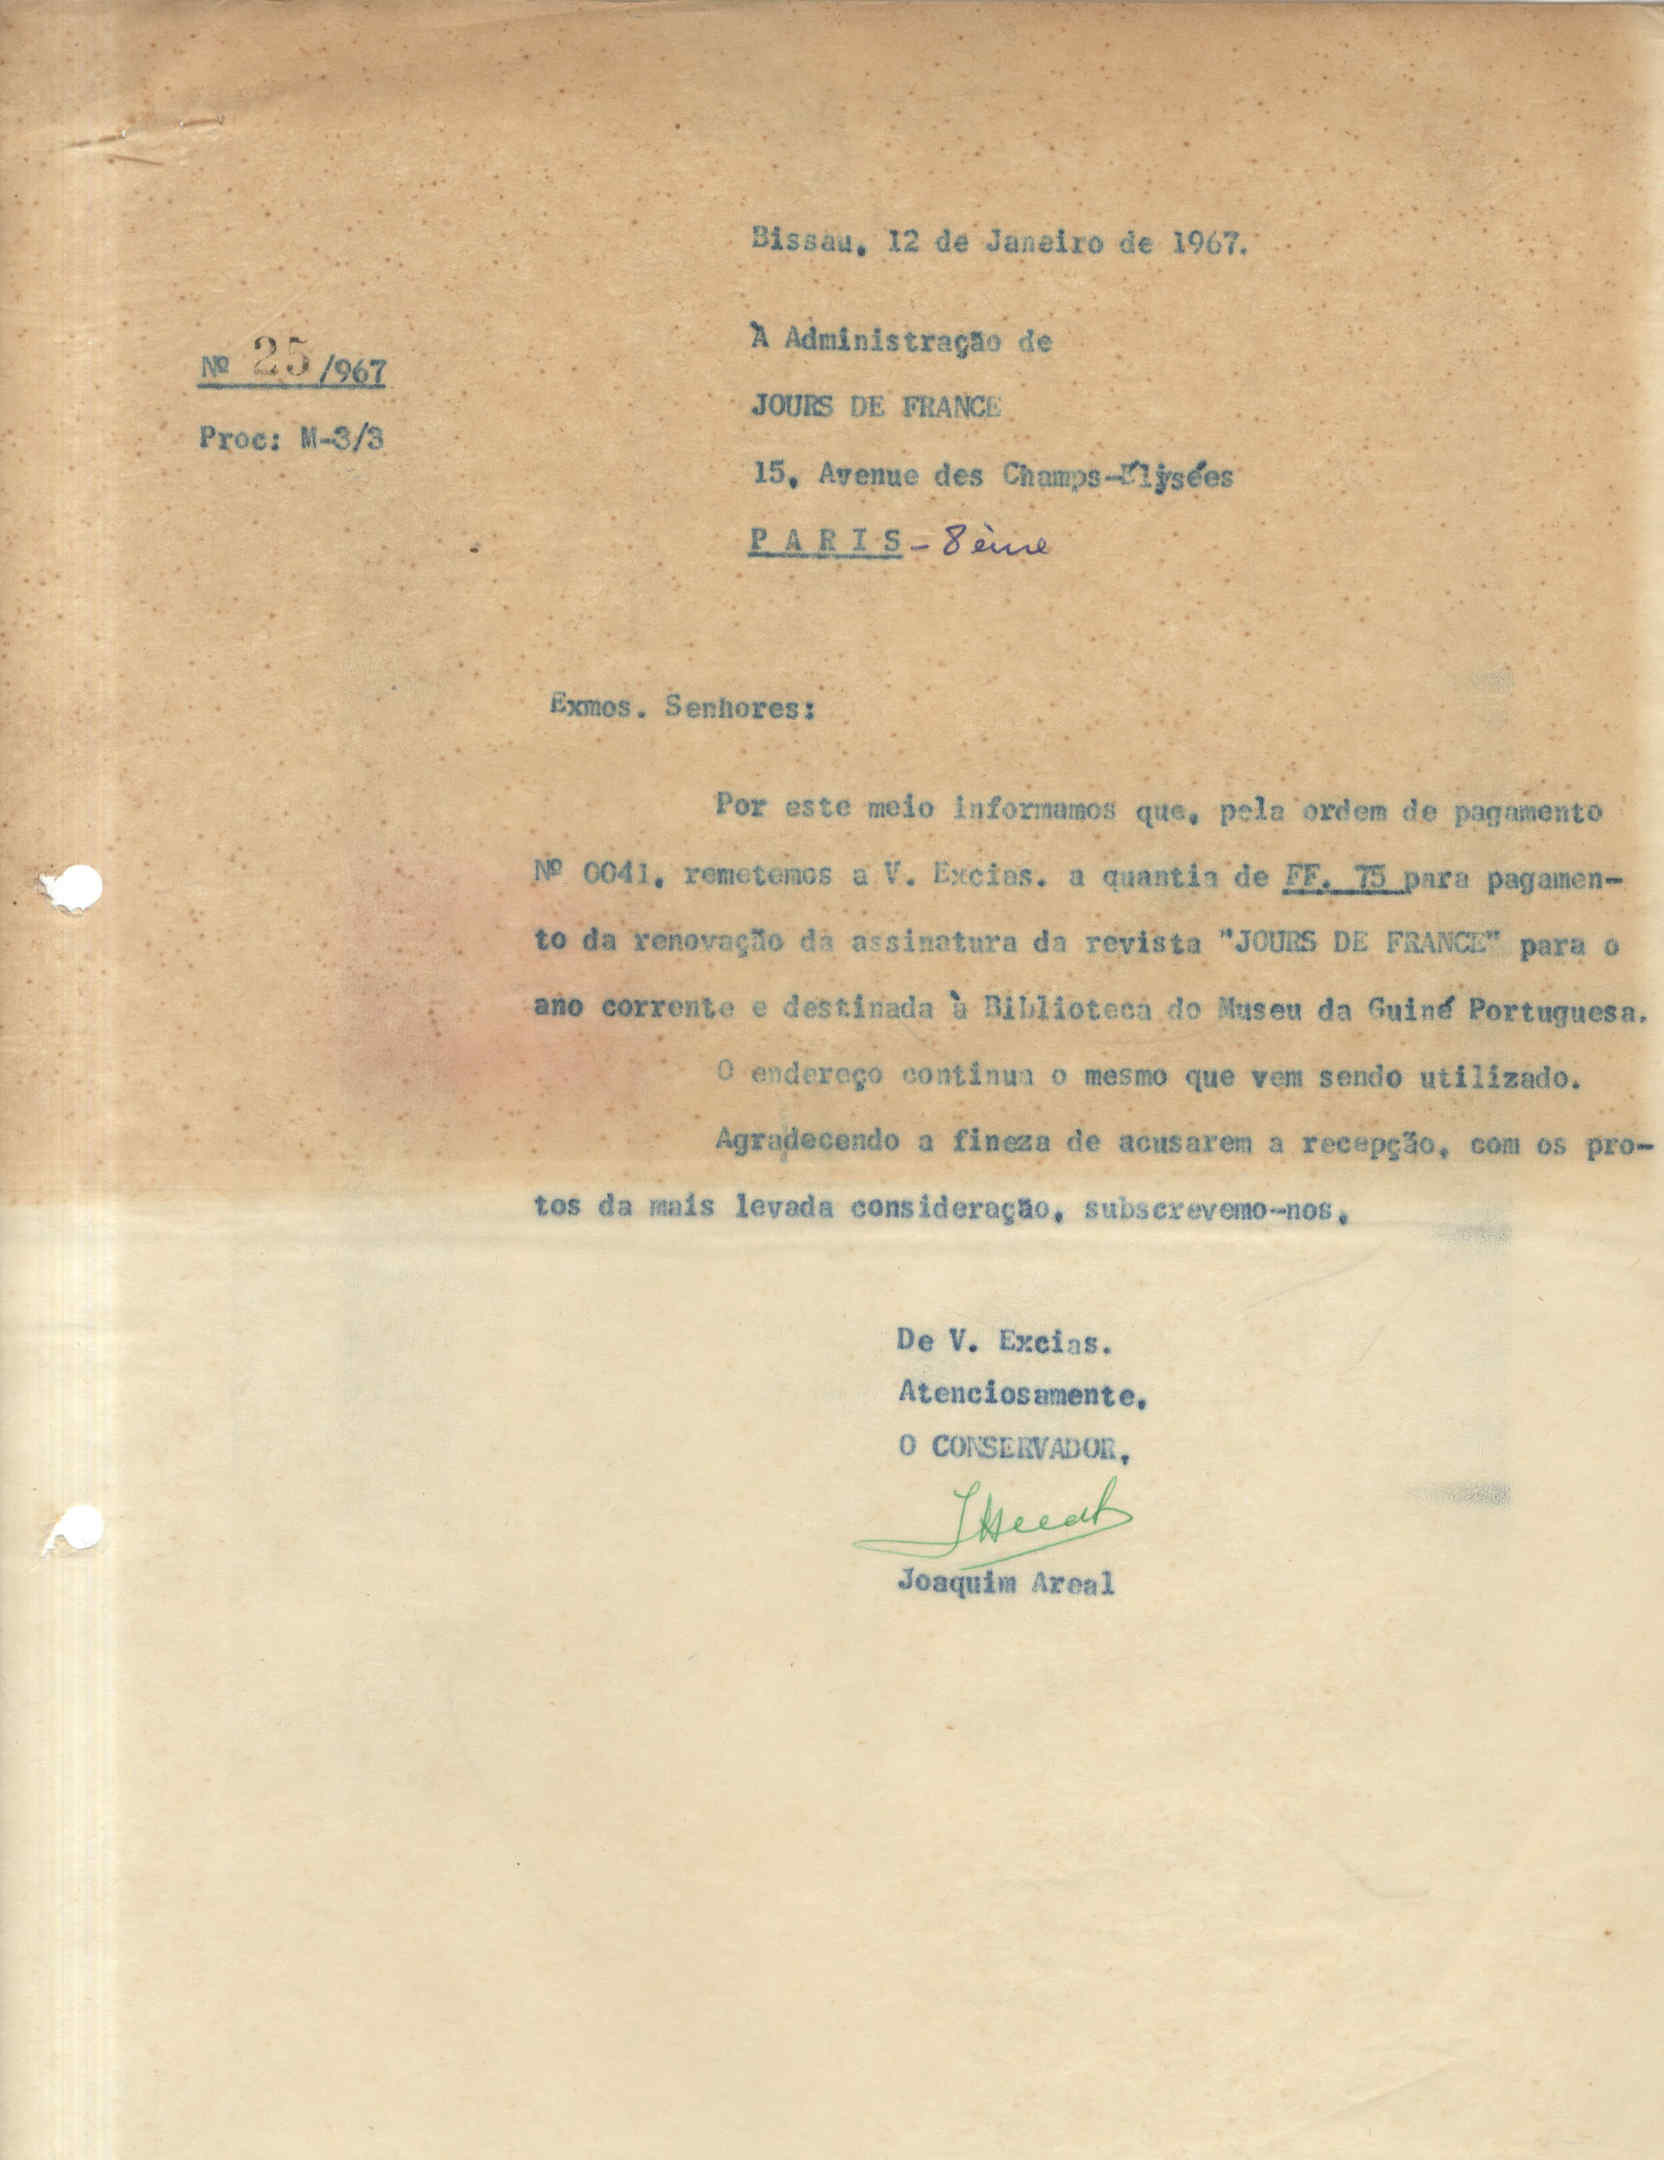 Bissau, 12 de Janeiro de 1967.
À Administração de
Nº 25/967
JOURS DE FRANCE
Proc: M-3/3
15, Avenue des Champs-Élysées
P A R I S - 8ème
Exmos. Senhores:
Por este meio informamos que, pela ordem de pagamento
Nº 0041, remetemos a V. Excias. a quantia de FF. 75 para pagamen-
to da renovação da assinatura da revista "JOURS DE FRANCE" para o
ano corrente e destinada à Biblioteca do Museu da Guiné Portuguesa.
O endereço continua o mesmo que vem sendo utilizado.
Agradecendo a fineza de acusarem a recepção, com os pro-
tos da mais levada consideração, subscrevemo-nos,
De V. Excias.
Atenciosamente,
O CONSERVADOR,
Joaquim Areal